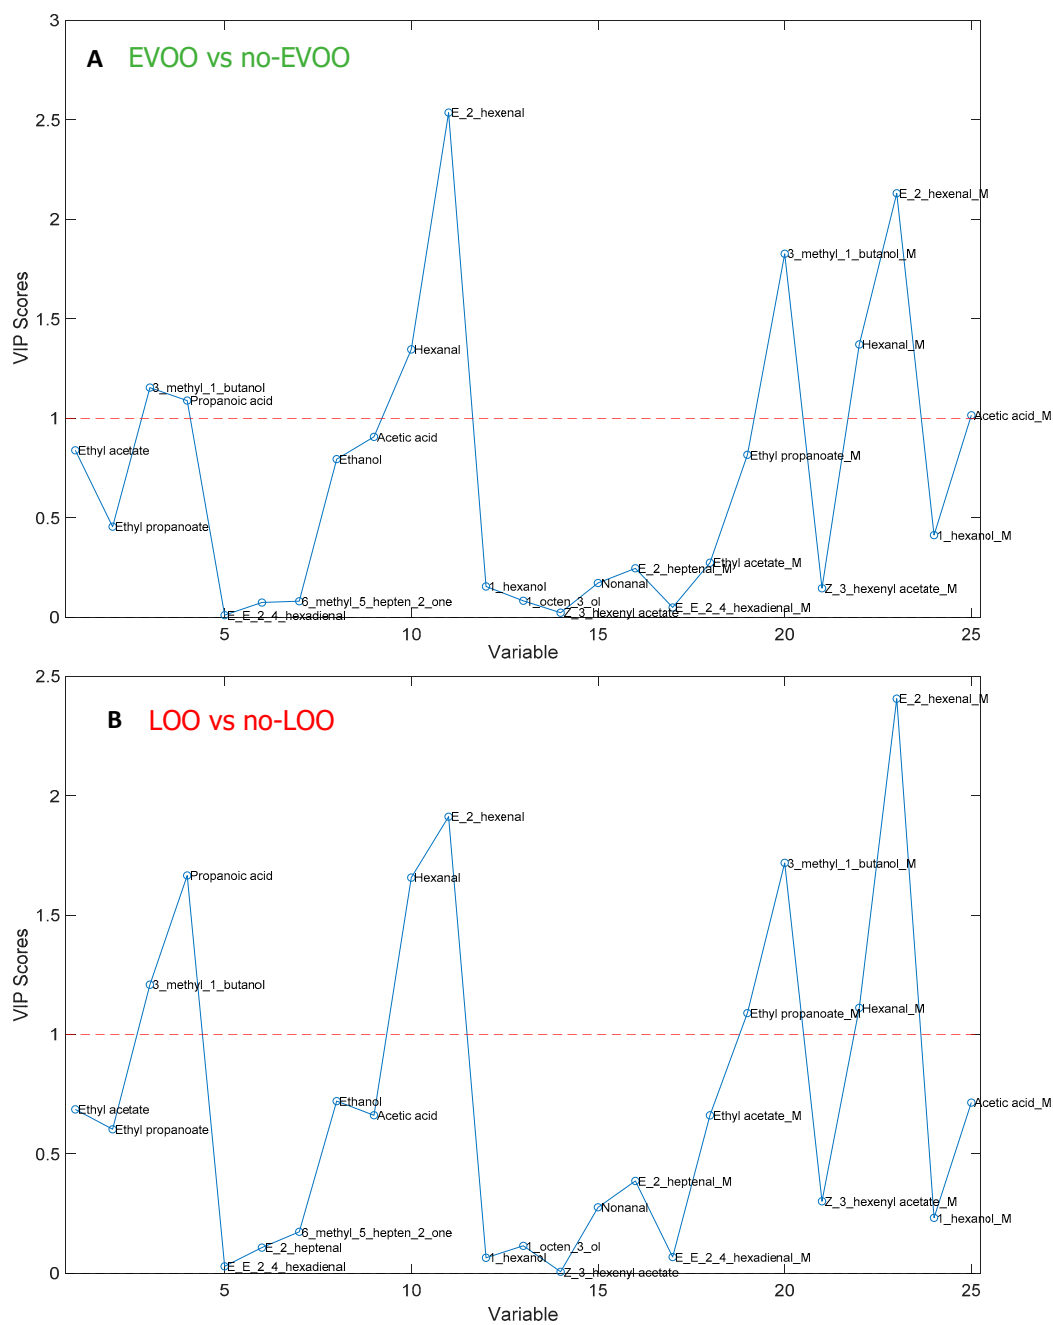 A EVOO vs no-EVOO
3
2.5
2
1.5
1
0.5
0
VIP Scores
E_2_hexenal
E_2_hexenal_M
3_methyl_1_butanol_M
Hexanal
Hexanal_M
3_methyl_1_butanol
Propanoic acid
Acetic acid_M
Ethyl acetate
Acetic acid
Ethanol
Ethyl propanoate_M
Ethyl propanoate
1_hexanol_M
Ethyl acetate_M
E_2_heptenal_M
Nonanal
1_hexanol
Z_3_hexenyl acetate_M
6_methyl_5_hepten_2_one
1_octen_3_ol
E_E_2_4_hexadienal_M
Z_3_hexenyl acetate
E_E_2_4_hexadienal
5 10 15 20 25
Variable
B LOO vs no-LOO
2.5
2
1.5
1
0.5
0
VIP Scores
E_2_hexenal_M
E_2_hexenal
3_methyl_1_butanol_M
Propanoic acid
Hexanal
3_methyl_1_butanol
Hexanal_M
Ethyl propanoate_M
Ethyl acetate
Ethanol
Acetic acid_M
Acetic acid
Ethyl acetate_M
Ethyl propanoate
E_2_heptenal_M
Z_3_hexenyl acetate_M
Nonanal
1_hexanol_M
6_methyl_5_hepten_2_one
E_2_heptenal
1_octen_3_ol
1_hexanol
E_E_2_4_hexadienal_M
E_E_2_4_hexadienal
Z_3_hexenyl acetate
5 10 15 20 25
Variable